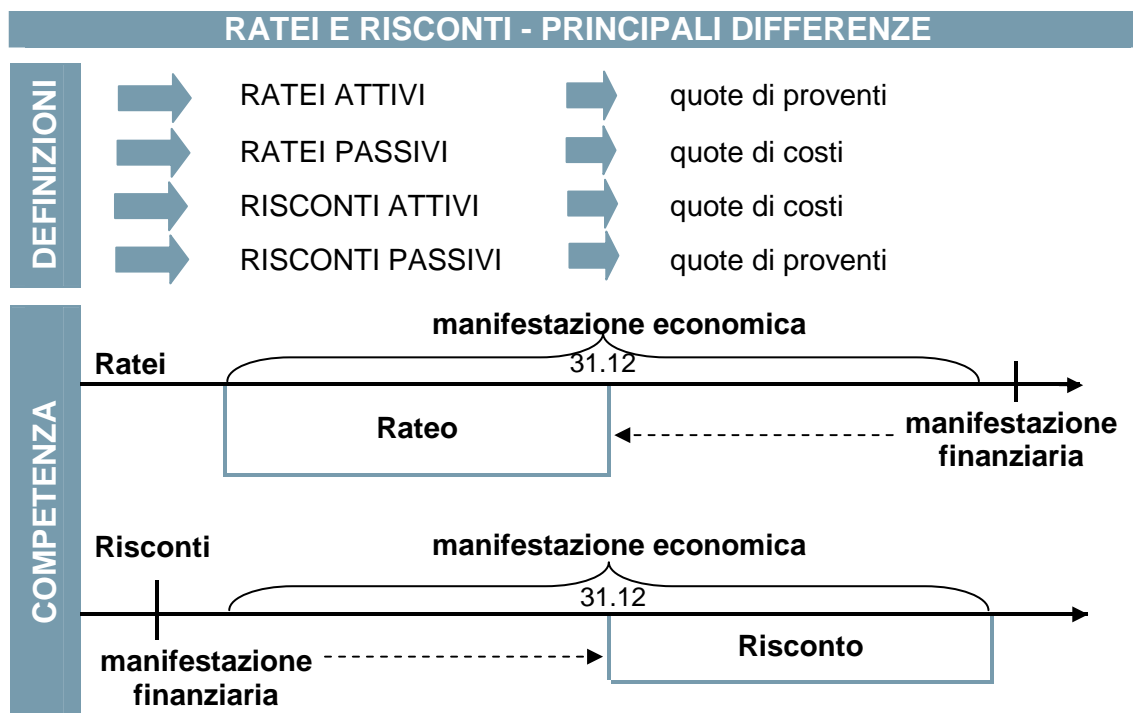 RATEI E RISCONTI - PRINCIPALI DIFFERENZE
DEFINIZIONI
RATEI ATTIVI quote di proventi
RATEI PASSIVI quote di costi
RISCONTI ATTIVI quote di costi
RISCONTI PASSIVI quote di proventi
COMPETENZA
manifestazione economica
Ratei 31.12
Rateo
manifestazione
finanziaria
Risconti manifestazione economica
31.12
Risconto
manifestazione
finanziaria